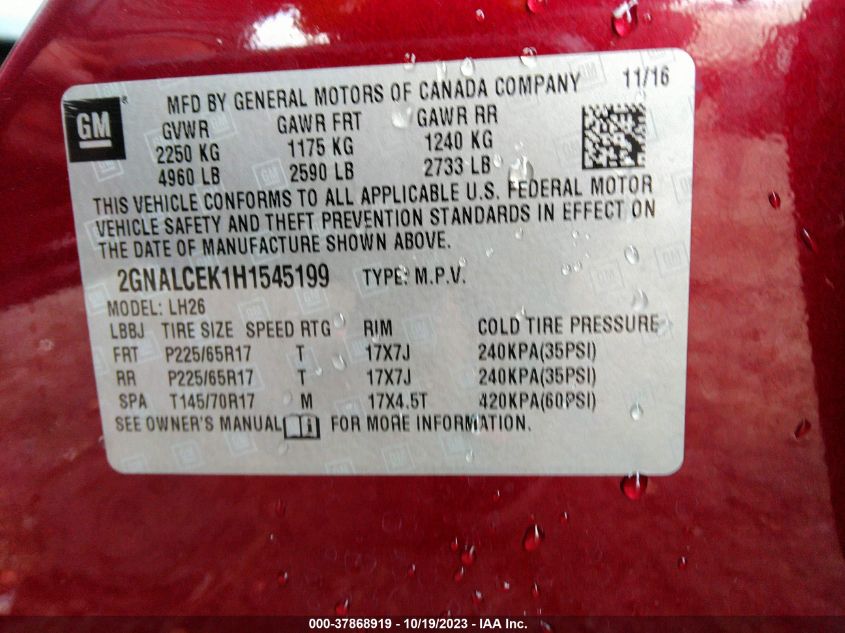 GM
®
MFD BY GENERAL MOTORS OF CANADA COMPANY 11/16
GVWR GAWR FRT GAWR RR
2250 KG 1175 KG 1240 KG
4960 LB 2590 LB 2733 LB
THIS VEHICLE CONFORMS TO ALL APPLICABLE U.S. FEDERAL MOTOR
VEHICLE SAFETY AND THEFT PREVENTION STANDARDS IN EFFECT ON
THE DATE OF MANUFACTURE SHOWN ABOVE.
2GNALCEK1H1545199 TYPE: M.P.V.
MODEL: LH26
LBBJ TIRE SIZE SPEED RTG RIM COLD TIRE PRESSURE
FRT P225/65R17 T 17X7J 240KPA(35PSI)
RR P225/65R17 T 17X7J 240KPA(35PSI)
SPA T145/70R17 M 17X4.5T 420KPA(60PSI)
SEE OWNER'S MANUAL FOR MORE INFORMATION.
000-37868919 - 10/19/2023 - IAA Inc.